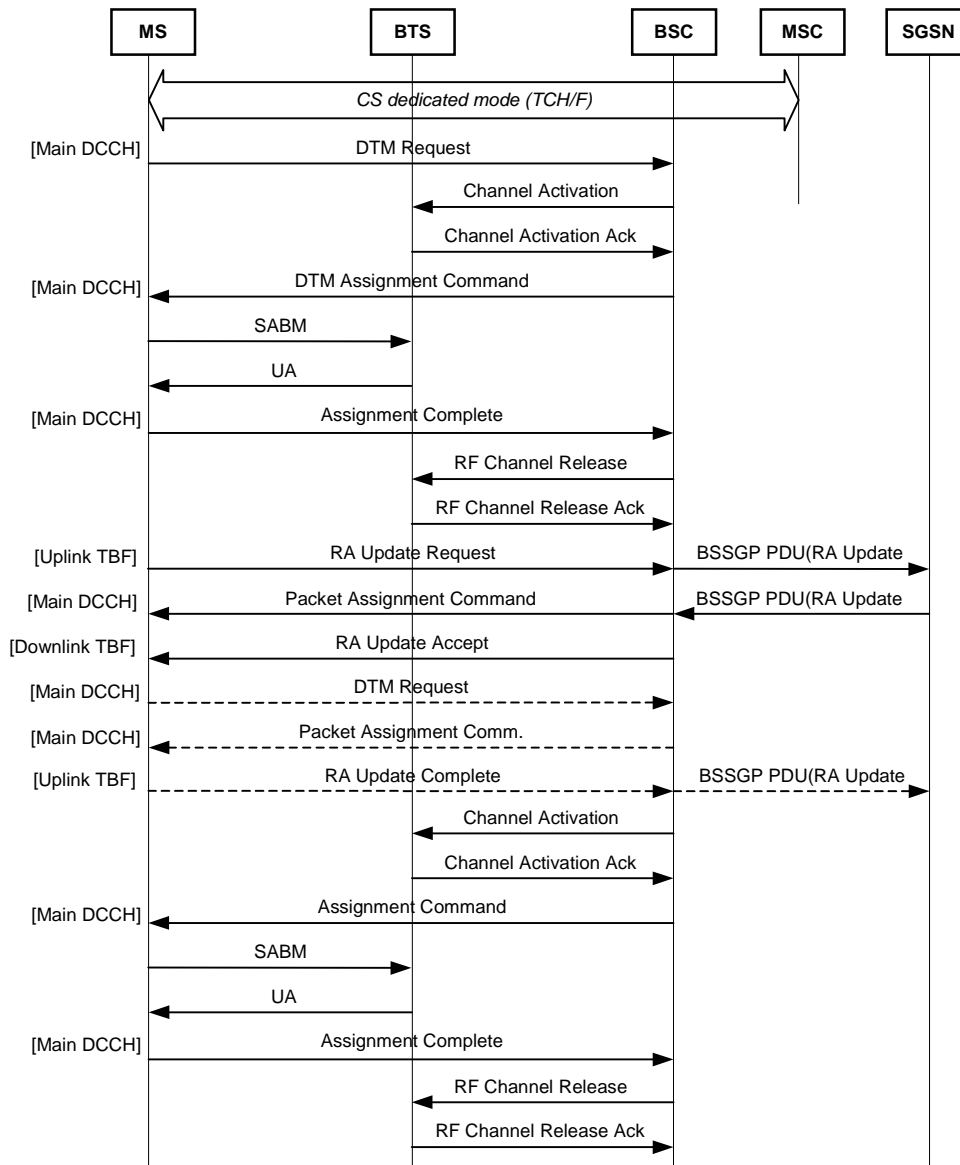 MS BTS BSC MSC SGSN
CS dedicated mode (TCH/F)
[Main DCCH] DTM Request
Channel Activation
Channel Activation Ack
[Main DCCH] DTM Assignment Command
SABM
UA
[Main DCCH] Assignment Complete
RF Channel Release
RF Channel Release Ack
[Uplink TBF] RA Update Request BSSGP PDU(RA Update
[Main DCCH] Packet Assignment Command BSSGP PDU(RA Update
[Downlink TBF] RA Update Accept
[Main DCCH] DTM Request
[Main DCCH] Packet Assignment Comm.
[Uplink TBF] RA Update Complete BSSGP PDU(RA Update
Channel Activation
Channel Activation Ack
[Main DCCH] Assignment Command
SABM
UA
[Main DCCH] Assignment Complete
RF Channel Release
RF Channel Release Ack